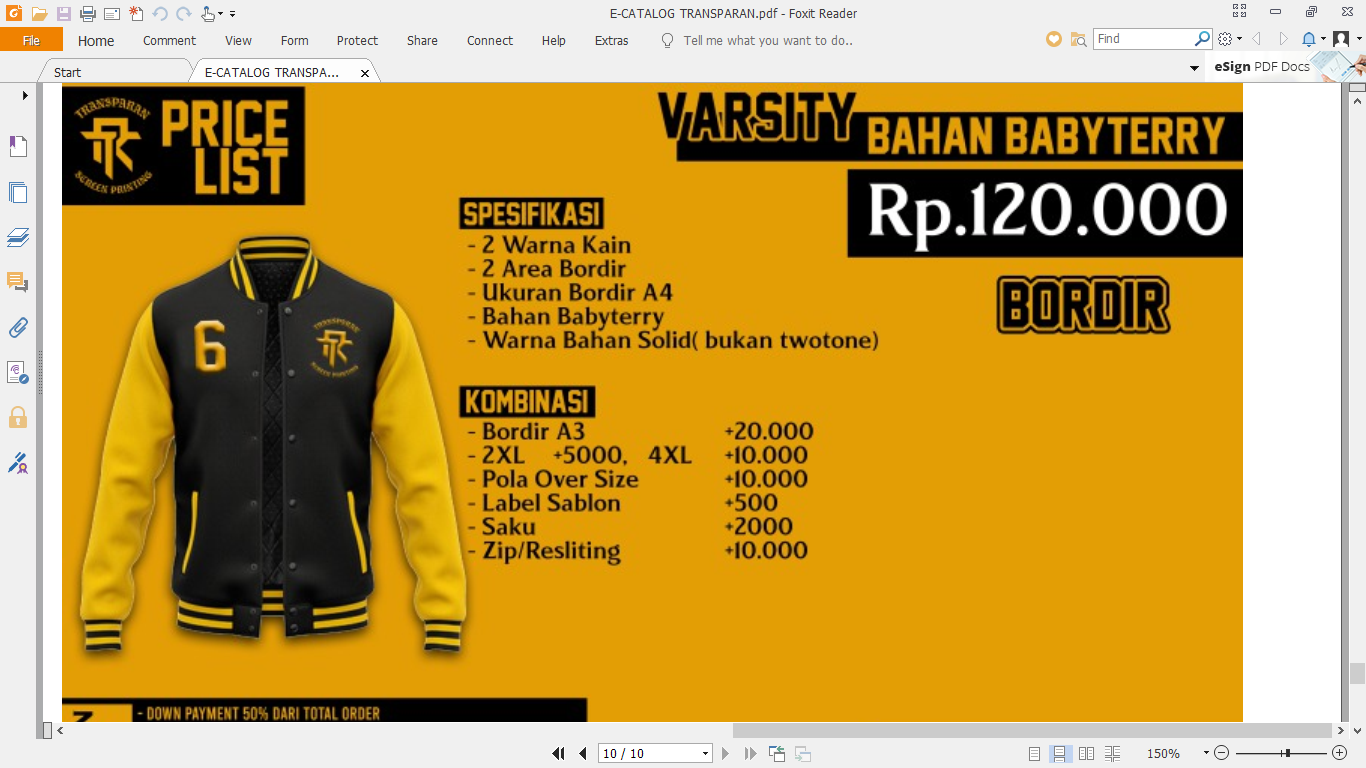 E-CATALOG TRANSPARAN.pdf - Foxit Reader
File Home Comment View Form Protect Share Connect Help Extras Tell me what you want to do.. Find
Start E-CATALOG TRANSPA... eSign PDF Docs
TRANSPARAN
SCREEN PRINTING
PRICE
LIST
VARSITY
BAHAN BABYTERRY
Rp.120.000
BORDIR
SPESIFIKASI
- 2 Warna Kain
- 2 Area Bordir
- Ukuran Bordir A4
- Bahan Babyterry
- Warna Bahan Solid( bukan twotone)
KOMBINASI
- Bordir A3 +20.000
- 2XL +5000, 4XL +10.000
- Pola Over Size +10.000
- Label Sablon +500
- Saku +2000
- Zip/Resliting +10.000
6
TRANSPARAN
SCREEN PRINTING
- DOWN PAYMENT 50% DARI TOTAL ORDER
10 / 10 150%